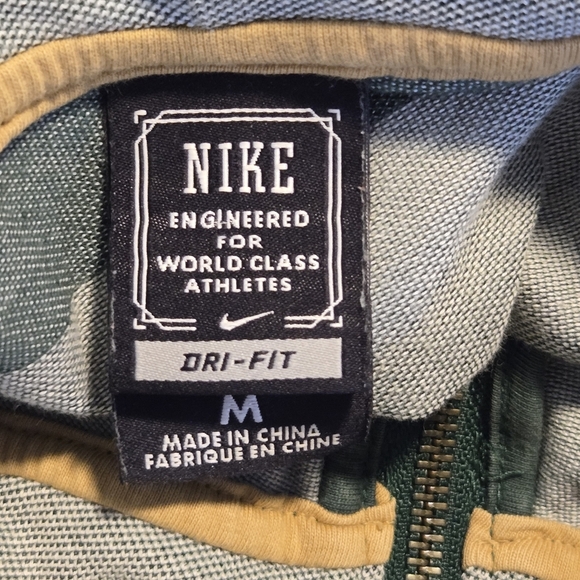 NIKE
ENGINEERED
FOR
WORLD CLASS
ATHLETES
DRI-FIT
M
MADE IN CHINA
FABRIQUE EN CHINE